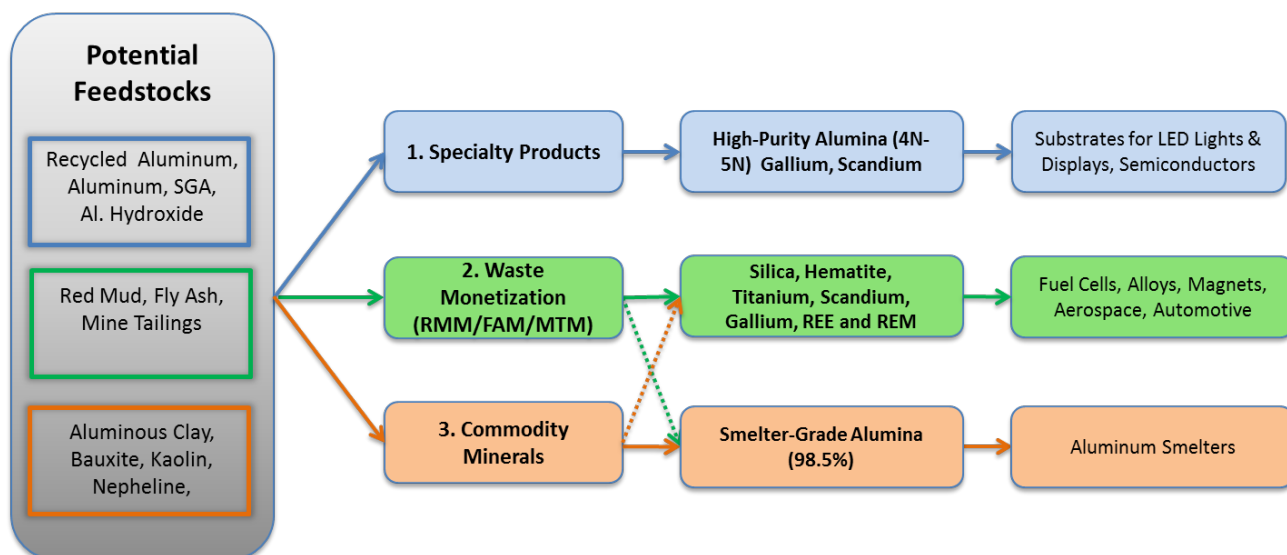 Potential
Feedstocks
Recycled Aluminum,
Aluminum, SGA,
Al. Hydroxide
Red Mud, Fly Ash,
Mine Tailings
Aluminous Clay,
Bauxite, Kaolin,
Nepheline,
1. Specialty Products
High-Purity Alumina (4N-
5N) Gallium, Scandium
Substrates for LED Lights &
Displays, Semiconductors
2. Waste
Monetization
(RMM/FAM/MTM)
Silica, Hematite,
Titanium, Scandium,
Gallium, REE and REM
Fuel Cells, Alloys, Magnets,
Aerospace, Automotive
3. Commodity
Minerals
Smelter-Grade Alumina
(98.5%)
Aluminum Smelters